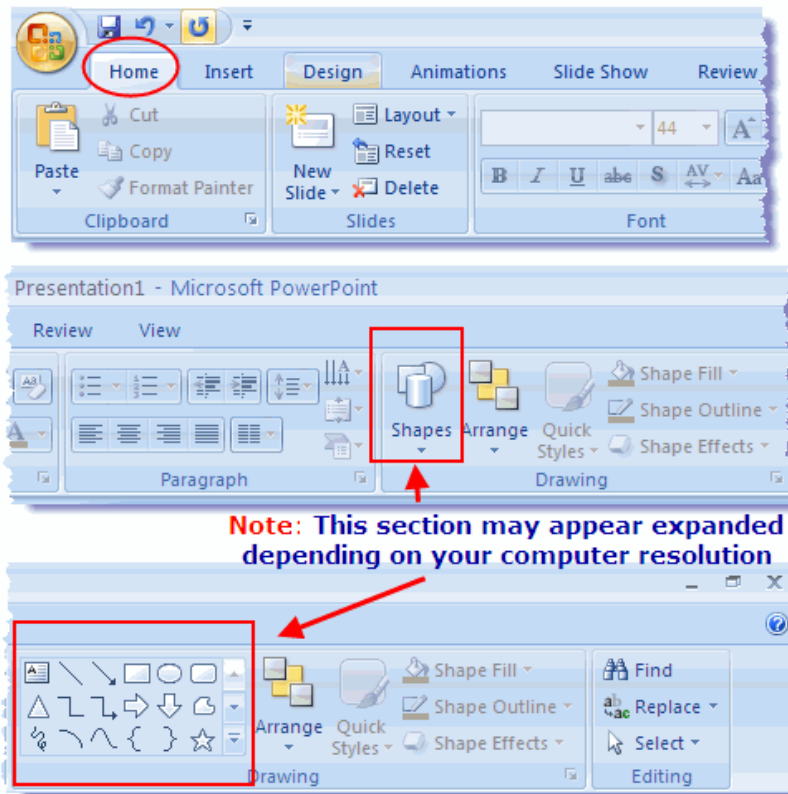 Home Insert Design Animations Slide Show Review
Cut Layout 44 A
Copy Reset
Paste New B I U abe S AV Aa
Format Painter Slide Delete
Clipboard Slides Font
Presentation1 - Microsoft PowerPoint
Review View
Shape Fill
Shapes Arrange Quick Shape Outline
A Styles Shape Effects
Paragraph Drawing
Note: This section may appear expanded
depending on your computer resolution
Shape Fill Find
Arrange Quick Shape Outline Replace
Styles Shape Effects Select
Drawing Editing